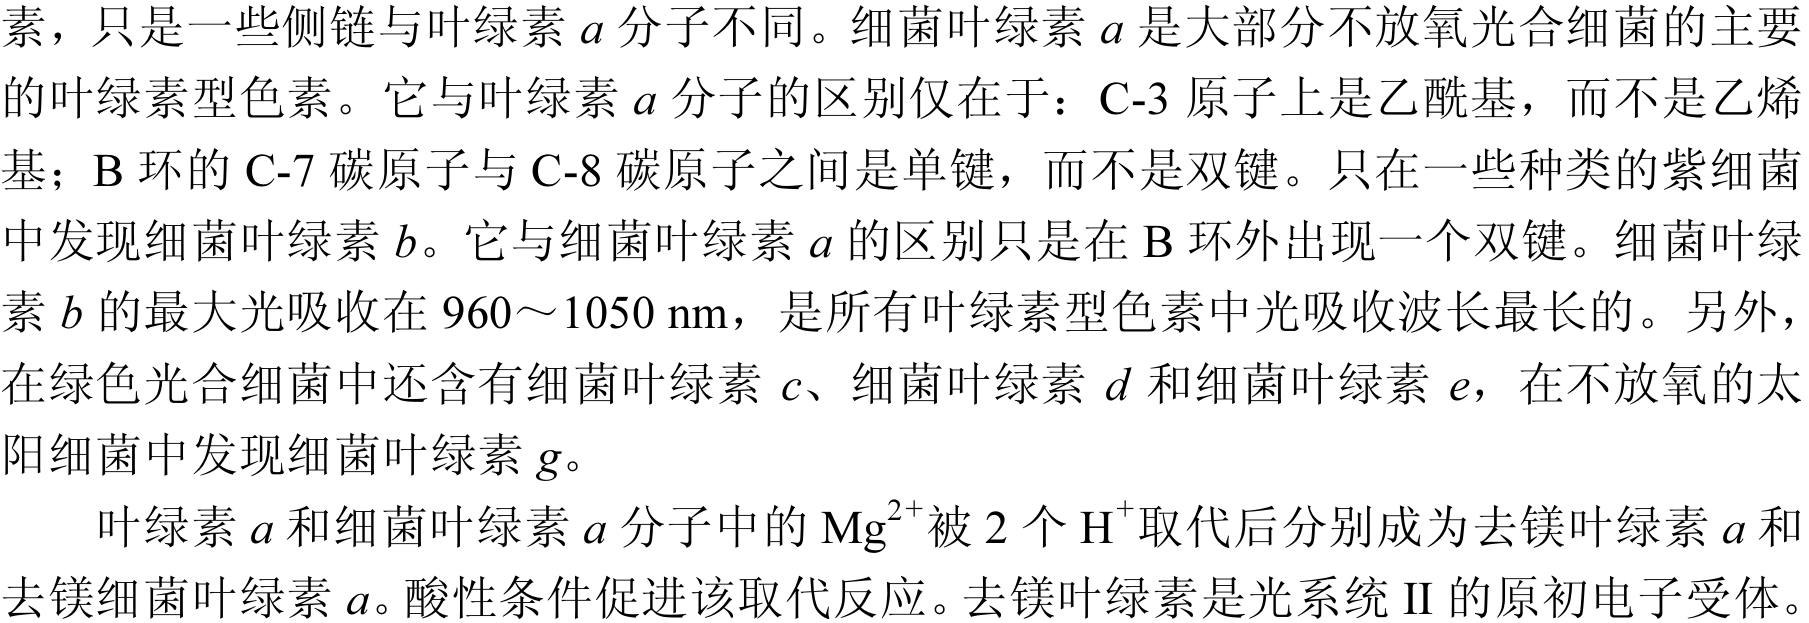 素，只是一些侧链与叶绿素 a 分子不同。细菌叶绿素 a 是大部分不放氧光合细菌的主要
的叶绿素型色素。它与叶绿素 a 分子的区别仅在于：C-3 原子上是乙酰基，而不是乙烯
基；B 环的 C-7 碳原子与 C-8 碳原子之间是单键，而不是双键。只在一些种类的紫细菌
中发现细菌叶绿素 b。它与细菌叶绿素 a 的区别只是在 B 环外出现一个双键。细菌叶绿
素 b 的最大光吸收在 960～1050 nm，是所有叶绿素型色素中光吸收波长最长的。另外，
在绿色光合细菌中还含有细菌叶绿素 c、细菌叶绿素 d 和细菌叶绿素 e，在不放氧的太
阳细菌中发现细菌叶绿素 g。
叶绿素 a 和细菌叶绿素 a 分子中的 Mg²⁺被 2 个 H⁺取代后分别成为去镁叶绿素 a 和
去镁细菌叶绿素 a。酸性条件促进该取代反应。去镁叶绿素是光系统 II 的原初电子受体。